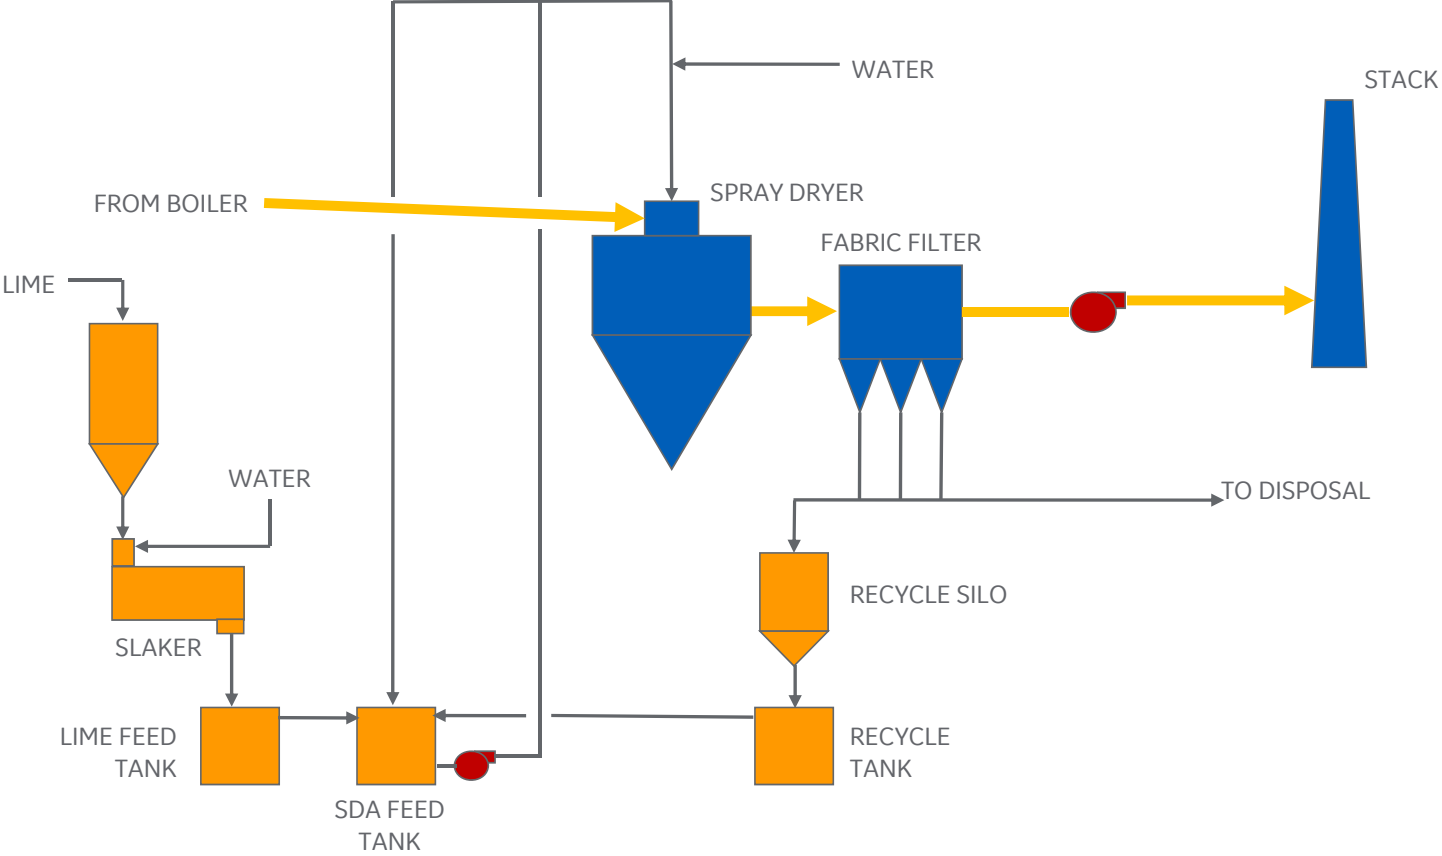 WATER
STACK
SPRAY DRYER
FROM BOILER
FABRIC FILTER
LIME
WATER
TO DISPOSAL
RECYCLE SILO
SLAKER
LIME FEED
TANK
RECYCLE
TANK
SDA FEED
TANK